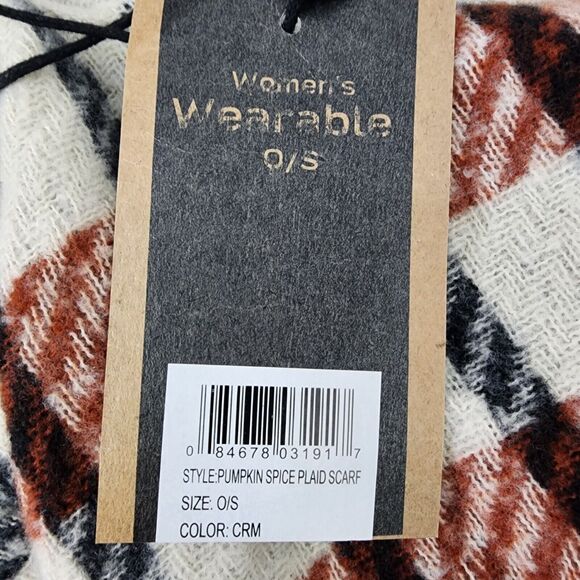 Women's
Wearable
O/S
0 84678 03191 7
STYLE:PUMPKIN SPICE PLAID SCARF
SIZE: O/S
COLOR: CRM